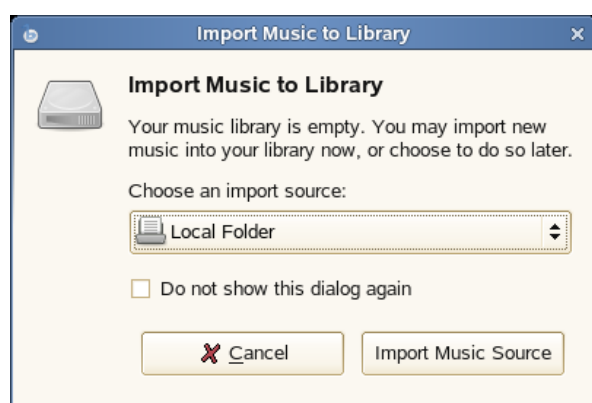 Import Music to Library
Import Music to Library
Your music library is empty. You may import new
music into your library now, or choose to do so later.
Choose an import source:
Local Folder
Do not show this dialog again
Cancel
Import Music Source